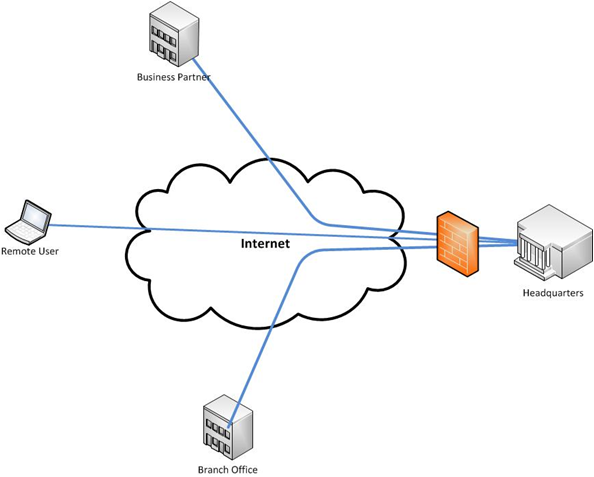 Business Partner
Remote User
Internet
Headquarters
Branch Office